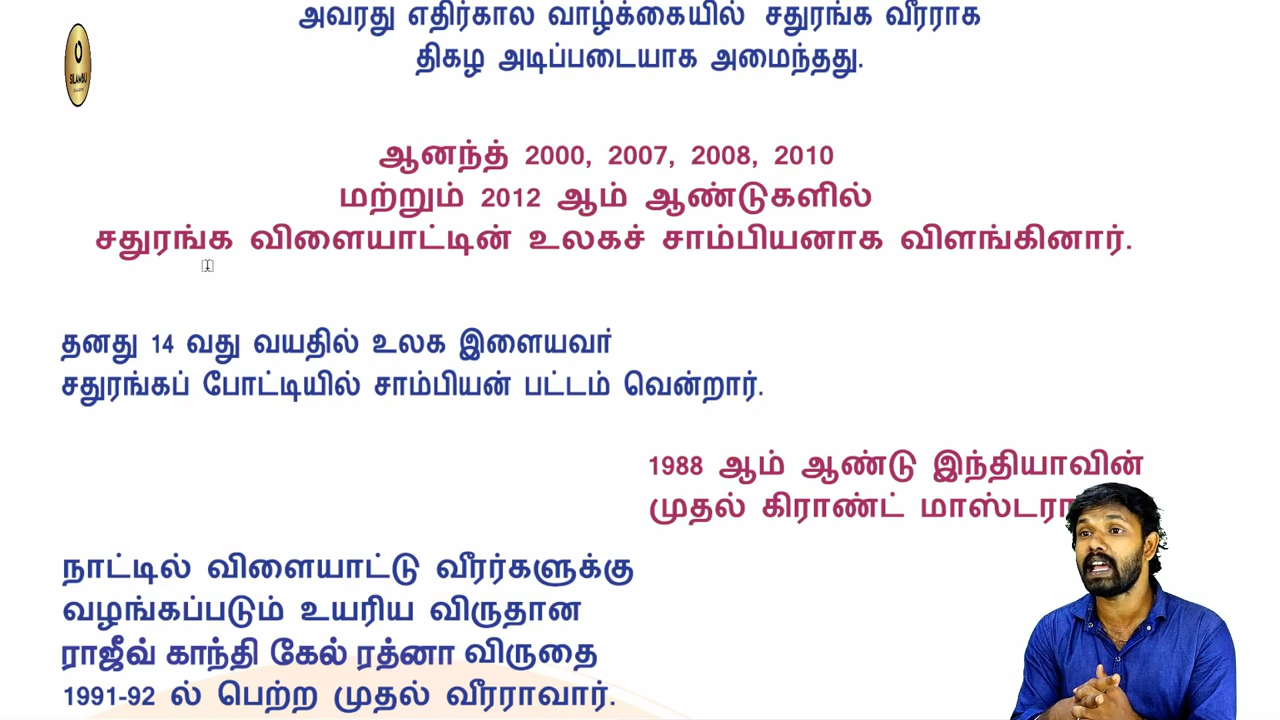 அவரது எதிர்கால வாழ்க்கையில் சதுரங்க வீரராக
திகழ அடிப்படையாக அமைந்தது.
SILAMBU
ஆனந்த் 2000, 2007, 2008, 2010
மற்றும் 2012 ஆம் ஆண்டுகளில்
சதுரங்க விளையாட்டின் உலகச் சாம்பியனாக விளங்கினார்.
தனது 14 வது வயதில் உலக இளையவர்
சதுரங்கப் போட்டியில் சாம்பியன் பட்டம் வென்றார்.
1988 ஆம் ஆண்டு இந்தியாவின்
முதல் கிராண்ட்
நாட்டில் விளையாட்டு வீரர்களுக்கு
வழங்கப்படும் உயரிய விருதான
ராஜீவ் காந்தி கேல் ரத்னா விருதை
1991-92 ல் பெற்ற முதல் வீரராவார்.